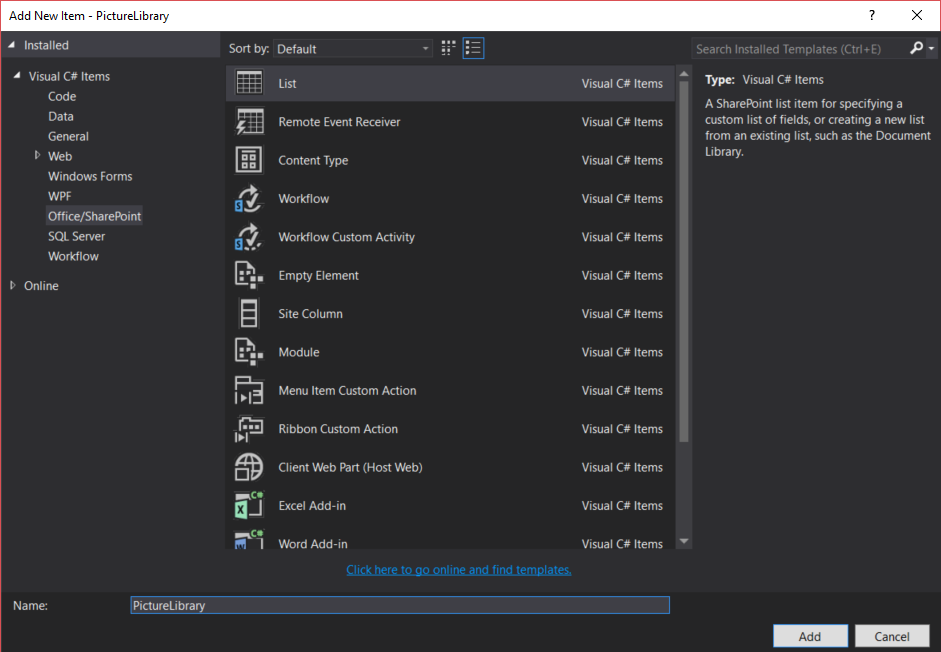 Add New Item - PictureLibrary
?
Installed
Sort by: Default
Search Installed Templates (Ctrl+E)
Visual C# Items
Code
Data
General
Web
Windows Forms
WPF
Office/SharePoint
SQL Server
Workflow
Online
List Visual C# Items
Remote Event Receiver Visual C# Items
Content Type Visual C# Items
Workflow Visual C# Items
Workflow Custom Activity Visual C# Items
Empty Element Visual C# Items
Site Column Visual C# Items
Module Visual C# Items
Menu Item Custom Action Visual C# Items
Ribbon Custom Action Visual C# Items
Client Web Part (Host Web) Visual C# Items
Excel Add-in Visual C# Items
Word Add-in Visual C# Items
Type: Visual C# Items
A SharePoint list item for specifying a
custom list of fields, or creating a new list
from an existing list, such as the Document
Library.
Click here to go online and find templates.
Name: PictureLibrary
Add Cancel